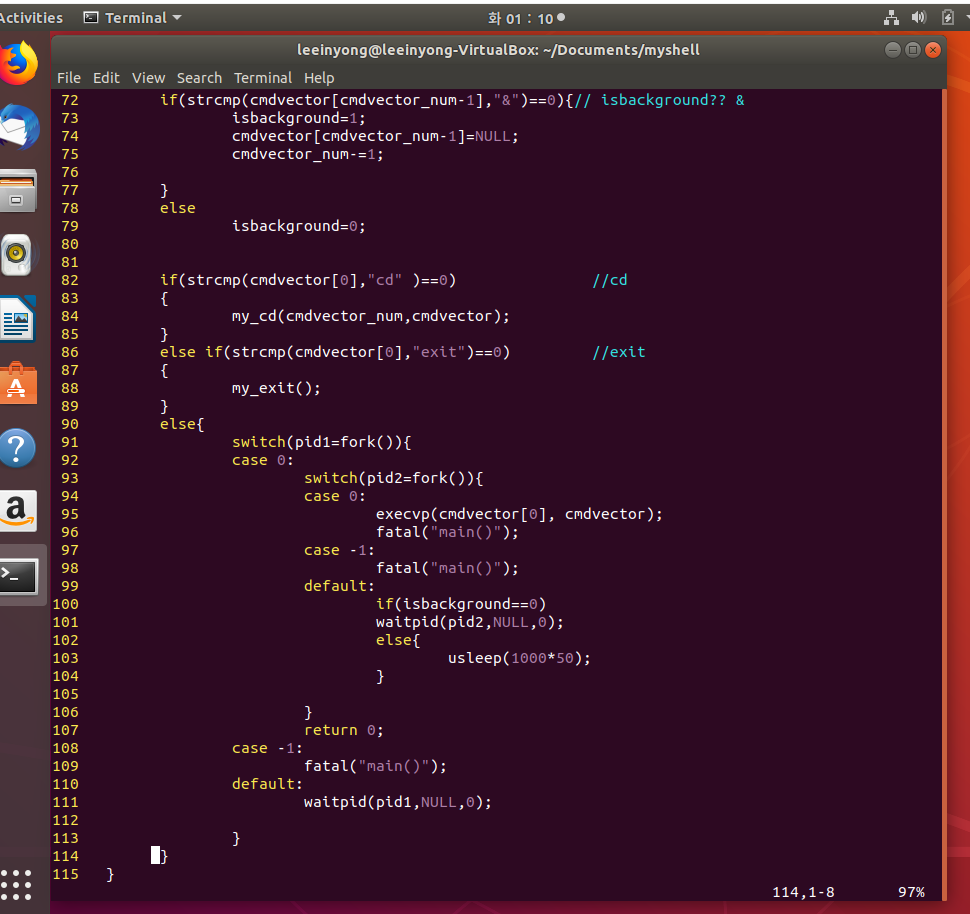 Activities Terminal 화 01 : 10
leeinyong@leeinyong-VirtualBox: ~/Documents/myshell
File Edit View Search Terminal Help
72 if(strcmp(cmdvector[cmdvector_num-1],"&")==0){// isbackground?? &
73 isbackground=1;
74 cmdvector[cmdvector_num-1]=NULL;
75 cmdvector_num-=1;
76
77 }
78 else
79 isbackground=0;
80
81
82 if(strcmp(cmdvector[0],"cd" )==0) //cd
83 {
84 my_cd(cmdvector_num,cmdvector);
85 }
86 else if(strcmp(cmdvector[0],"exit")==0) //exit
87 {
88 my_exit();
89 }
90 else{
91 switch(pid1=fork()){
92 case 0:
93 switch(pid2=fork()){
94 case 0:
95 execvp(cmdvector[0], cmdvector);
96 fatal("main()");
97 case -1:
98 fatal("main()");
99 default:
100 if(isbackground==0)
101 waitpid(pid2,NULL,0);
102 else{
103 usleep(1000*50);
104 }
105
106 }
107 return 0;
108 case -1:
109 fatal("main()");
110 default:
111 waitpid(pid1,NULL,0);
112
113 }
114 }
115 }
114,1-8 97%